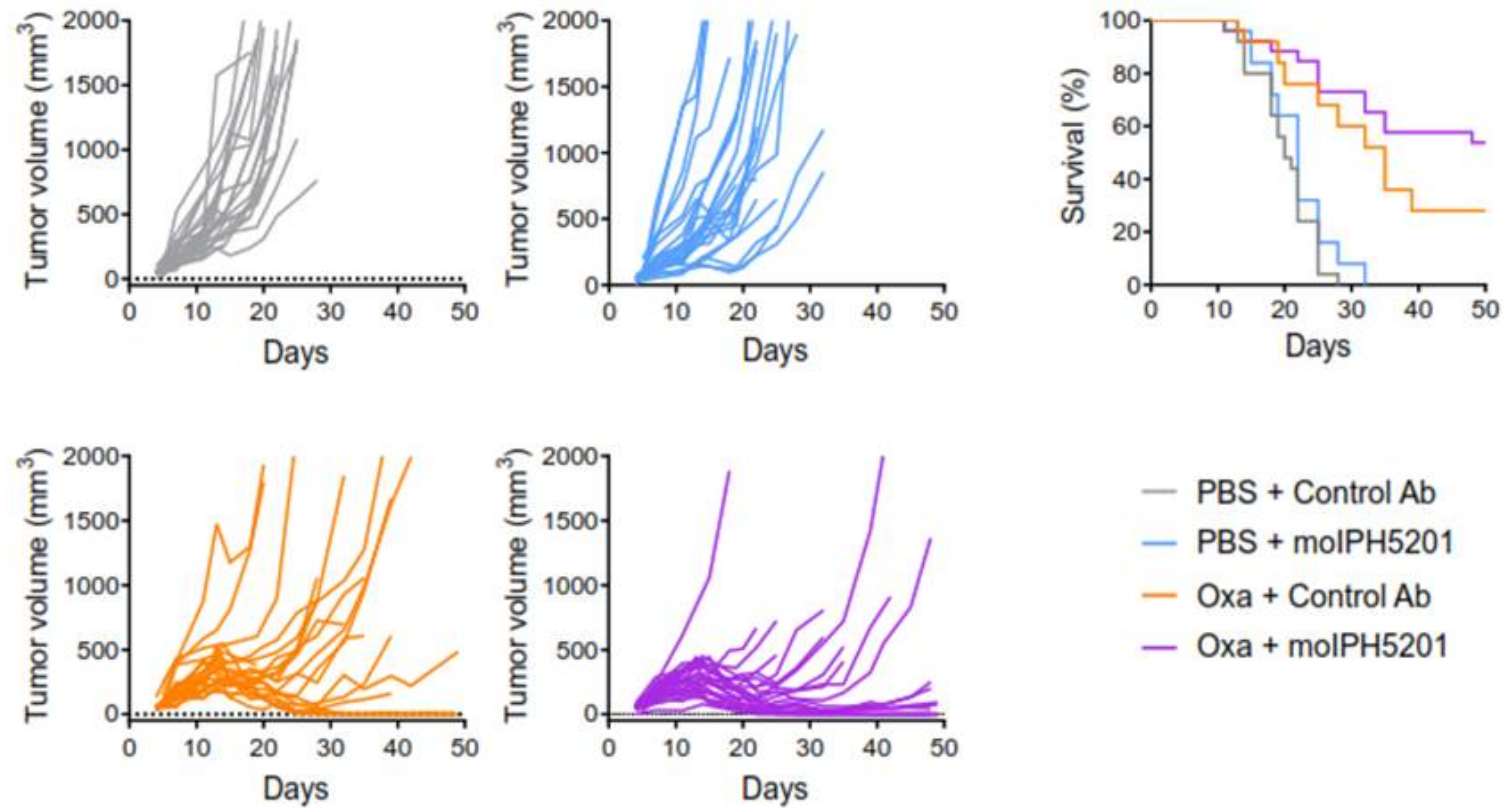 Tumor volume (mm³)
2000
1500
1000
500
0
0 10 20 30 40 50
Days
Tumor volume (mm³)
2000
1500
1000
500
0
0 10 20 30 40 50
Days
Survival (%)
100
80
60
40
20
0
0 10 20 30 40 50
Days
Tumor volume (mm³)
2000
1500
1000
500
0
0 10 20 30 40 50
Days
Tumor volume (mm³)
2000
1500
1000
500
0
0 10 20 30 40 50
Days
PBS + Control Ab
PBS + moIPH5201
Oxa + Control Ab
Oxa + moIPH5201